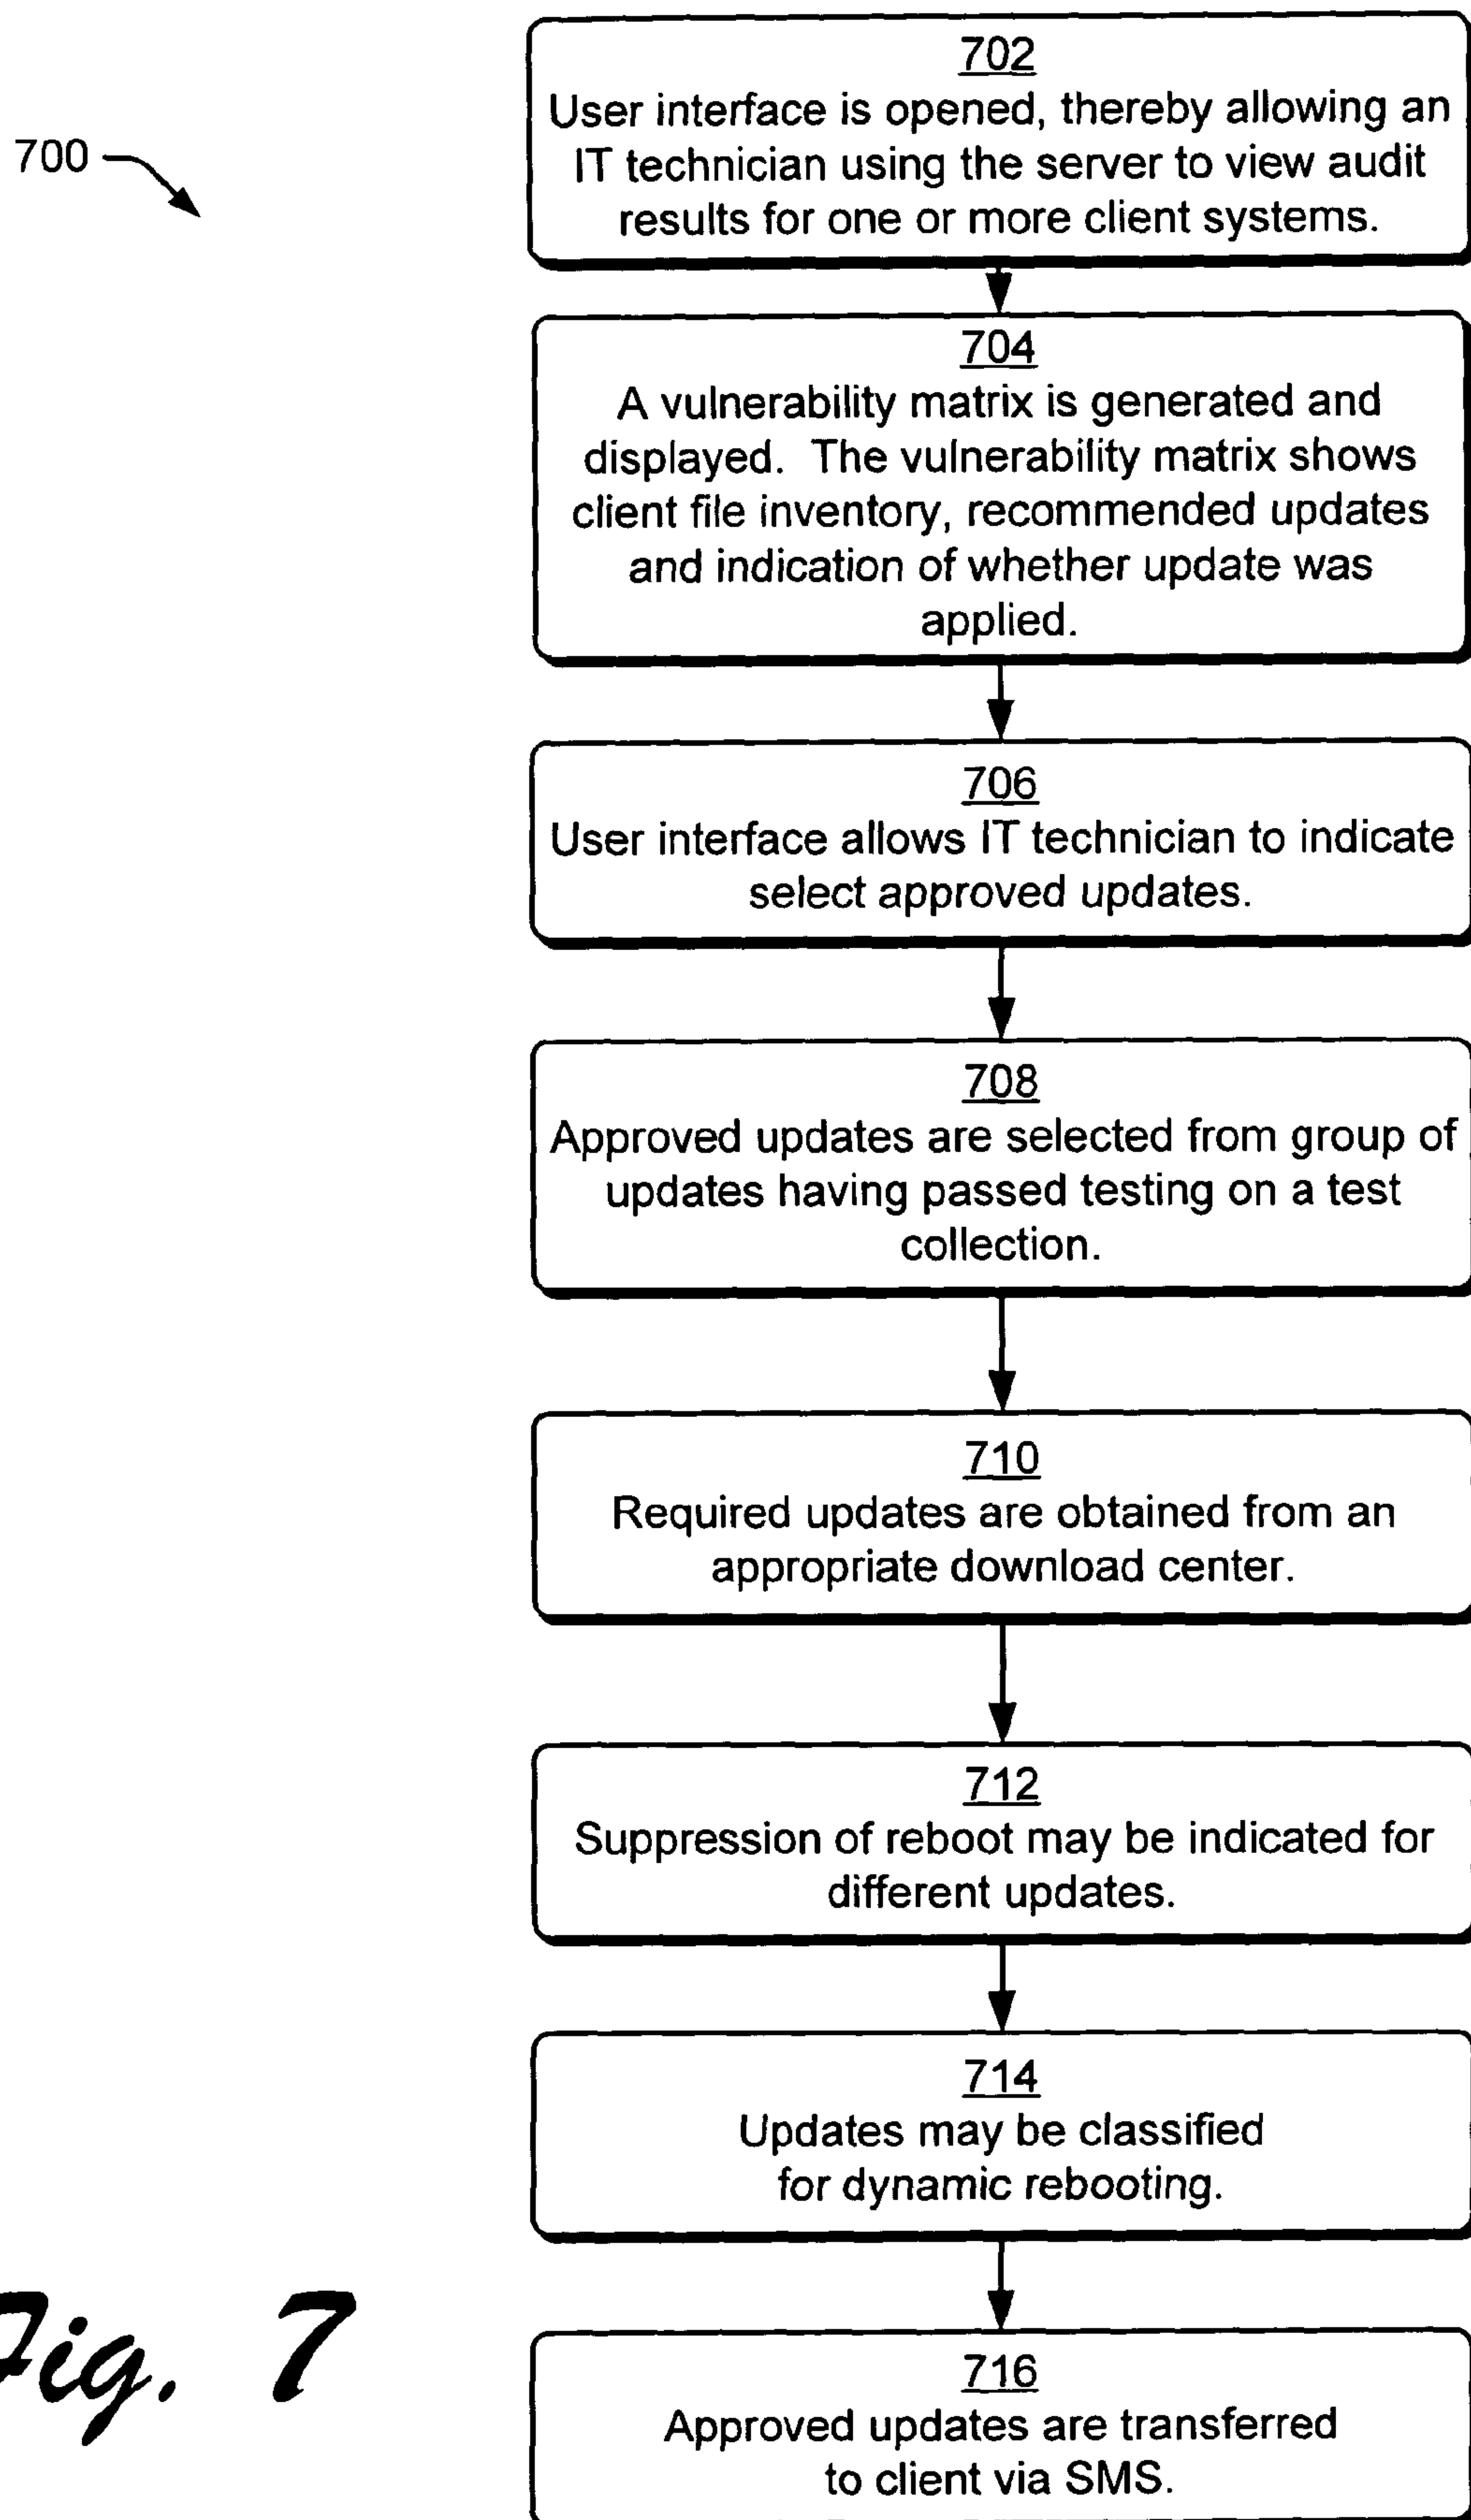 700
702
User interface is opened, thereby allowing an
IT technician using the server to view audit
results for one or more client systems.
704
A vulnerability matrix is generated and
displayed. The vulnerability matrix shows
client file inventory, recommended updates
and indication of whether update was
applied.
706
User interface allows IT technician to indicate
select approved updates.
708
Approved updates are selected from group of
updates having passed testing on a test
collection.
710
Required updates are obtained from an
appropriate download center.
712
Suppression of reboot may be indicated for
different updates.
714
Updates may be classified
for dynamic rebooting.
716
Approved updates are transferred
to client via SMS.
Fig. 7